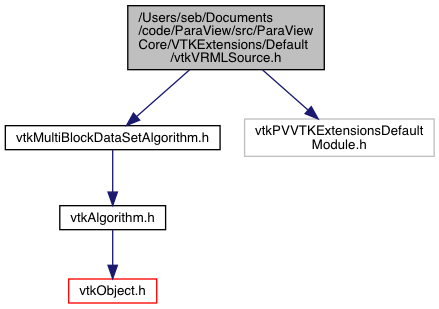 /Users/seb/Documents
/code/ParaView/src/ParaView
Core/VTKExtensions/Default
/vtkVRMLSource.h
vtkMultiBlockDataSetAlgorithm.h
vtkPVVTKExtensionsDefault
Module.h
vtkAlgorithm.h
vtkObject.h